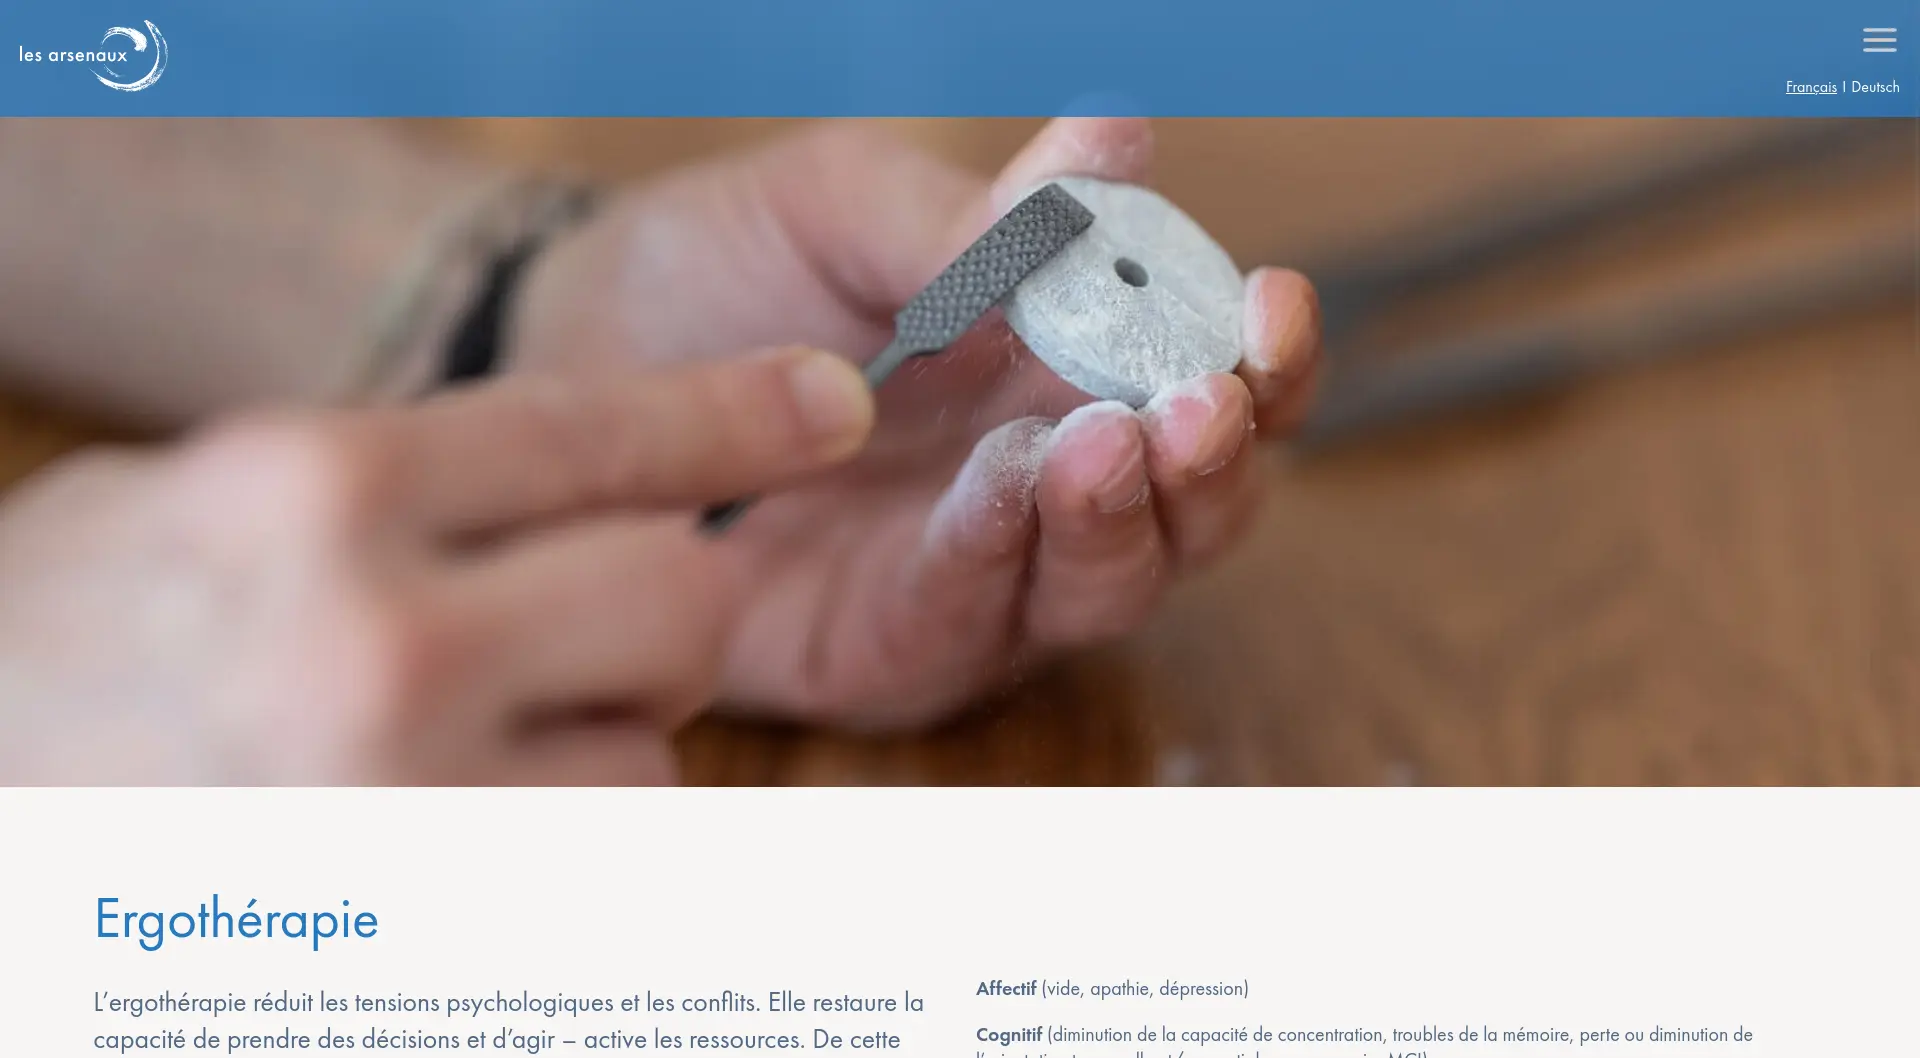 les arsenaux
Français | Deutsch
Ergothérapie
L’ergothérapie réduit les tensions psychologiques et les conflits. Elle restaure la
capacité de prendre des décisions et d’agir – active les ressources. De cette
Affectif (vide, apathie, dépression)
Cognitif (diminution de la capacité de concentration, troubles de la mémoire, perte ou diminution de